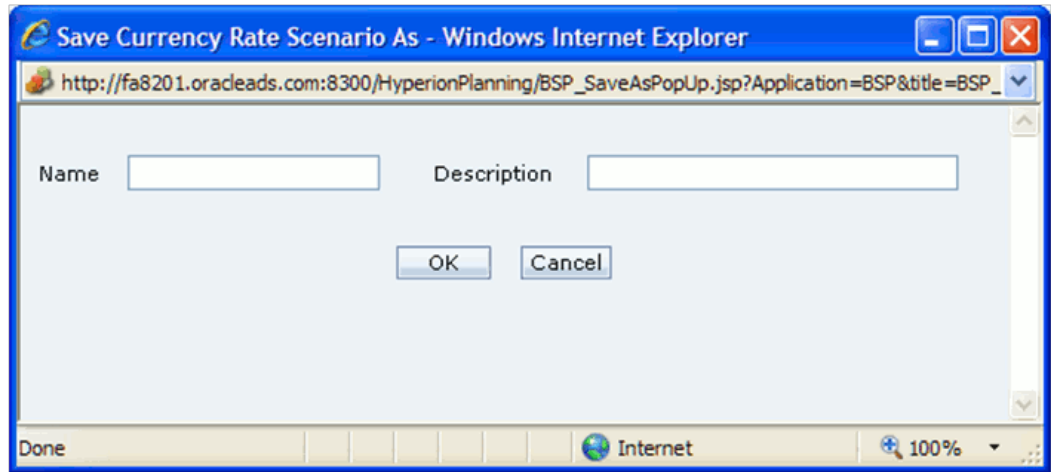 Save Currency Rate Scenario As - Windows Internet Explorer
http://fa8201.oracleads.com:8300/HyperionPlanning/BSP_SaveAsPopUp.jsp?Application=BSP&title=BSP_
Name Description
OK Cancel
Done Internet 100%